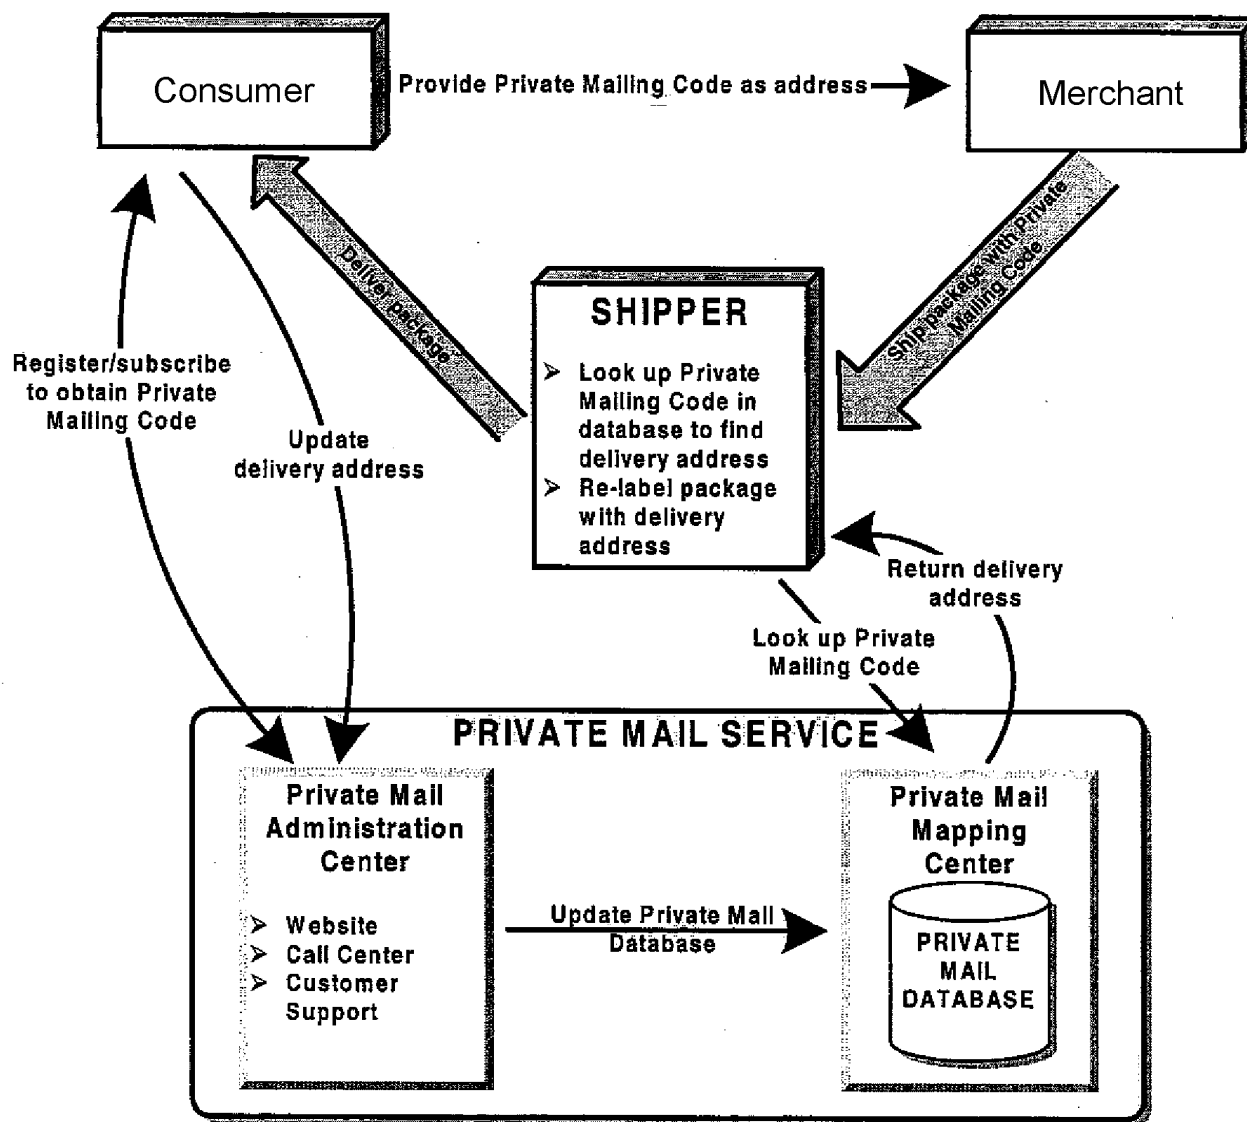 Consumer
Provide Private Mailing Code as address
Merchant
Deliver package
Ship package with Private
Mailing Code
SHIPPER
➢ Look up Private
Mailing Code in
database to find
delivery address
➢ Re-label package
with delivery
address
Register/subscribe
to obtain Private
Mailing Code
Update
delivery address
Return delivery
address
Look up Private
Mailing Code
PRIVATE MAIL SERVICE
Private Mail
Administration
Center
➢ Website
➢ Call Center
➢ Customer
Support
Update Private Mail
Database
Private Mail
Mapping
Center
PRIVATE
MAIL
DATABASE